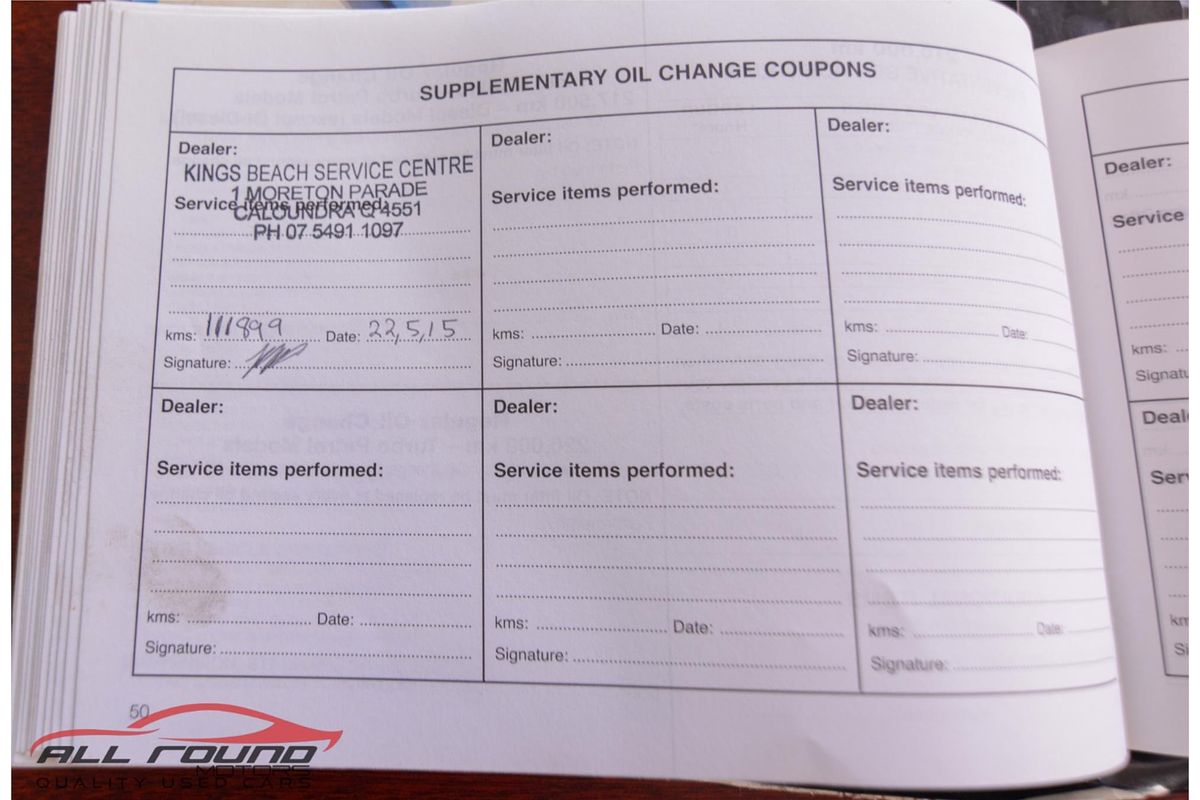 SUPPLEMENTARY OIL CHANGE COUPONS
Dealer:
KINGS BEACH SERVICE CENTRE
1 MORETON PARADE
Service items performed:
CALOUNDRA Q 4551
PH 07 5491 1097
kms: 111899 Date: 22,5,15
Signature:
Dealer:
Service items performed:
kms: Date:
Signature:
Dealer:
Service items performed:
kms: Date:
Signature:
Dealer:
Service items performed:
kms: Date:
Signature:
Dealer:
Service items performed:
kms: Date:
Signature:
Dealer:
Service items performed:
kms: Date:
Signature:
50
Dealer:
Service
kms:
ALL ROUND
MOTORS
QUALITY USED CARS